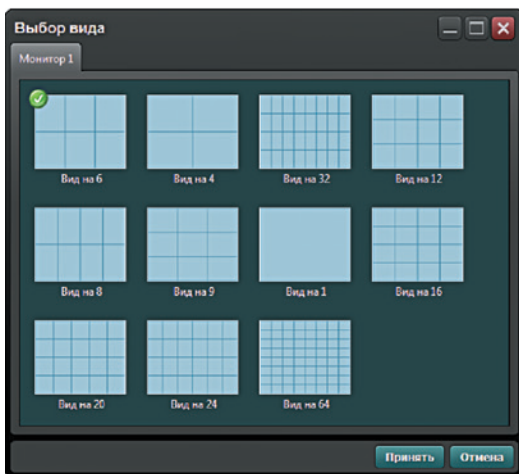 Выбор вида
Монитор 1
Вид на 6 Вид на 4 Вид на 32 Вид на 12
Вид на 8 Вид на 9 Вид на 1 Вид на 16
Вид на 20 Вид на 24 Вид на 64
Принять Отмена